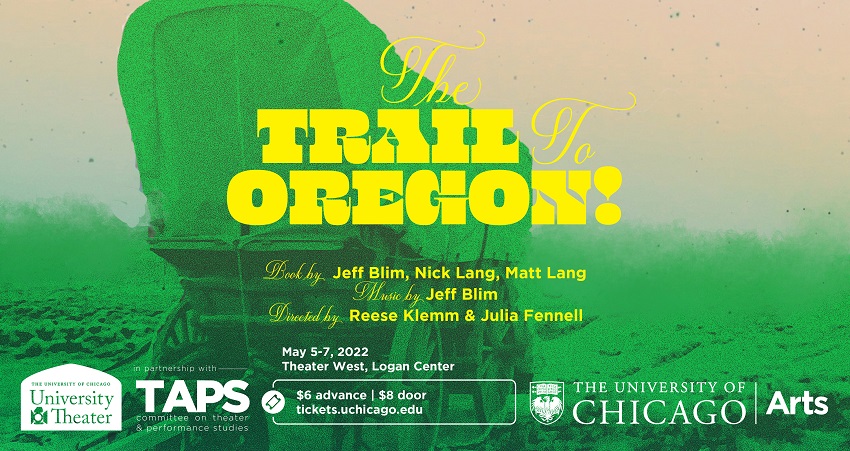 The
TRAIL To
OREGON!
Book by Jeff Blim, Nick Lang, Matt Lang
Music by Jeff Blim
Directed by Reese Klemm & Julia Fennell
May 5-7, 2022
Theater West, Logan Center
$6 advance | $8 door
tickets.uchicago.edu
THE UNIVERSITY OF CHICAGO
University
Theater
in partnership with
TAPS
committee on theater
& performance studies
THE UNIVERSITY OF
CHICAGO
Arts